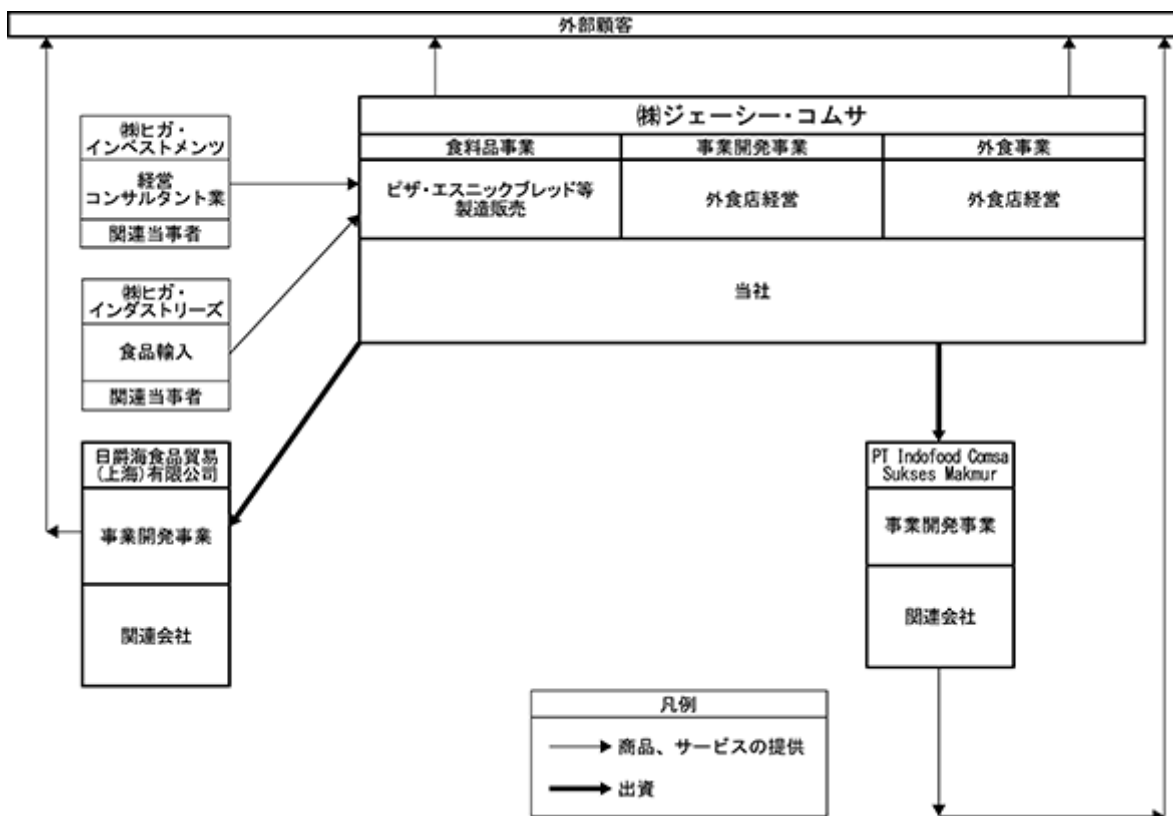 外部顧客
㈱ジェーシー・コムサ
食料品事業
事業開発事業
外食事業
ピザ・エスニックブレッド等
製造販売
外食店経営
外食店経営
当社
㈱ヒガ・
インベストメンツ
経営
コンサルタント業
関連当事者
㈱ヒガ・
インダストリーズ
食品輸入
関連当事者
日爵海食品貿易
(上海)有限公司
事業開発事業
関連会社
PT Indofood Comsa
Sukses Makmur
事業開発事業
関連会社
凡例
商品、サービスの提供
出資